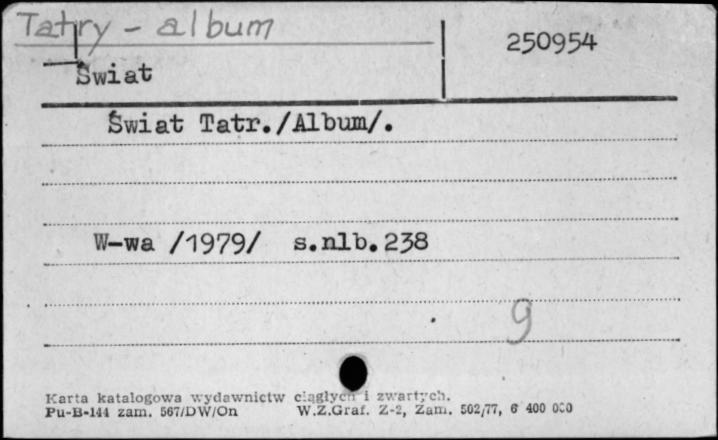 Tatry - album
250954
Świat
Świat Tatr./Album/.
W-wa /1979/ s.nlb.238
9
Karta katalogowa wydawnictw ciągłych i zwartych.
Pu-B-144 zam. 567/DW/On W.Z.Graf. Z-2, Zam. 502/77, 6 400 000